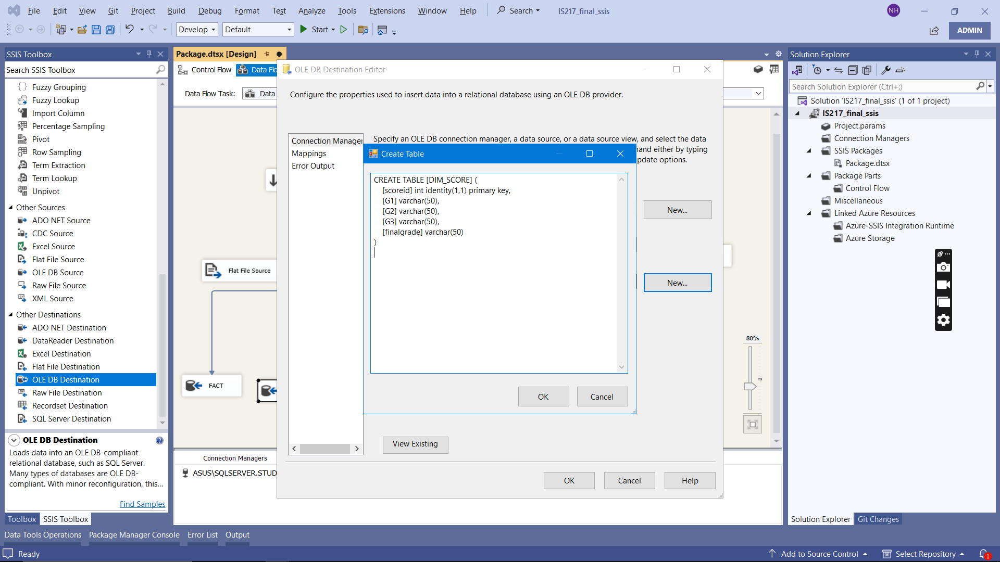 File Edit View Git Project Build Debug Format Test Analyze Tools Extensions Window Help Search IS217_final_ssis NH
Develop Default Start ADMIN
SSIS Toolbox
Search SSIS Toolbox
Fuzzy Grouping
Fuzzy Lookup
Import Column
Percentage Sampling
Pivot
Row Sampling
Term Extraction
Term Lookup
Unpivot
Other Sources
ADO NET Source
CDC Source
Excel Source
Flat File Source
OLE DB Source
Raw File Source
XML Source
Other Destinations
ADO NET Destination
DataReader Destination
Excel Destination
Flat File Destination
OLE DB Destination
Raw File Destination
Recordset Destination
SQL Server Destination
OLE DB Destination
Loads data into an OLE DB-compliant
relational database, such as SQL Server.
Many types of databases are OLE DB-
compliant. With minor reconfiguration, this...
Find Samples
Toolbox SSIS Toolbox
Package.dtsx [Design]
Control Flow Data Flo
Data Flow Task: Data
Flat File Source
FACT
80%
Connection Managers
ASUS\SQLSERVER.STUD
OLE DB Destination Editor
Configure the properties used to insert data into a relational database using an OLE DB provider.
Connection Manager
Mappings
Error Output
Specify an OLE DB connection manager, a data source, or a data source view, and select the data
and either by typing
pdate options.
New...
New...
View Existing
OK Cancel Help
Create Table
CREATE TABLE [DIM_SCORE] (
[scoreid] int identity(1,1) primary key,
[G1] varchar(50),
[G2] varchar(50),
[G3] varchar(50),
[finalgrade] varchar(50)
)
OK Cancel
Solution Explorer
Search Solution Explorer (Ctrl+;)
Solution 'IS217_final_ssis' (1 of 1 project)
IS217_final_ssis
Project.params
Connection Managers
SSIS Packages
Package.dtsx
Package Parts
Control Flow
Miscellaneous
Linked Azure Resources
Azure-SSIS Integration Runtime
Azure Storage
Solution Explorer Git Changes
Data Tools Operations Package Manager Console Error List Output
Ready Add to Source Control Select Repository 1